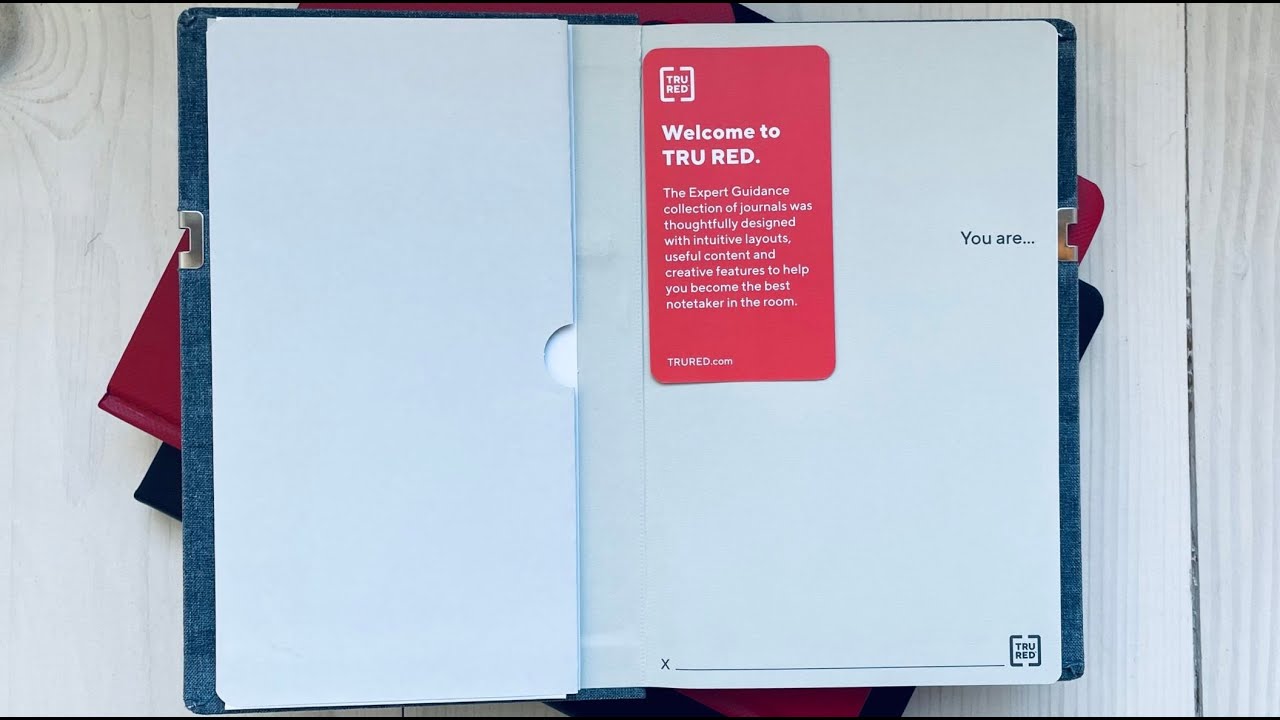 TRU
RED
Welcome to
TRU RED.
The Expert Guidance
collection of journals was
thoughtfully designed
with intuitive layouts,
useful content and
creative features to help
you become the best
notetaker in the room.
TRURED.com
You are...
X
TRU
RED